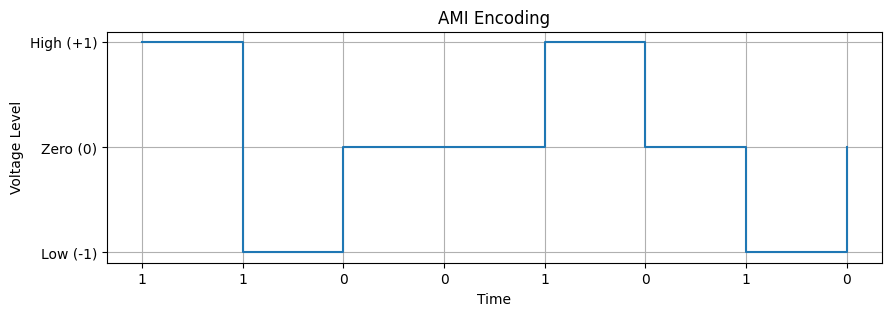 AMI Encoding
High (+1)
Zero (0)
Low (-1)
Voltage Level
1 1 0 0 1 0 1 0
Time